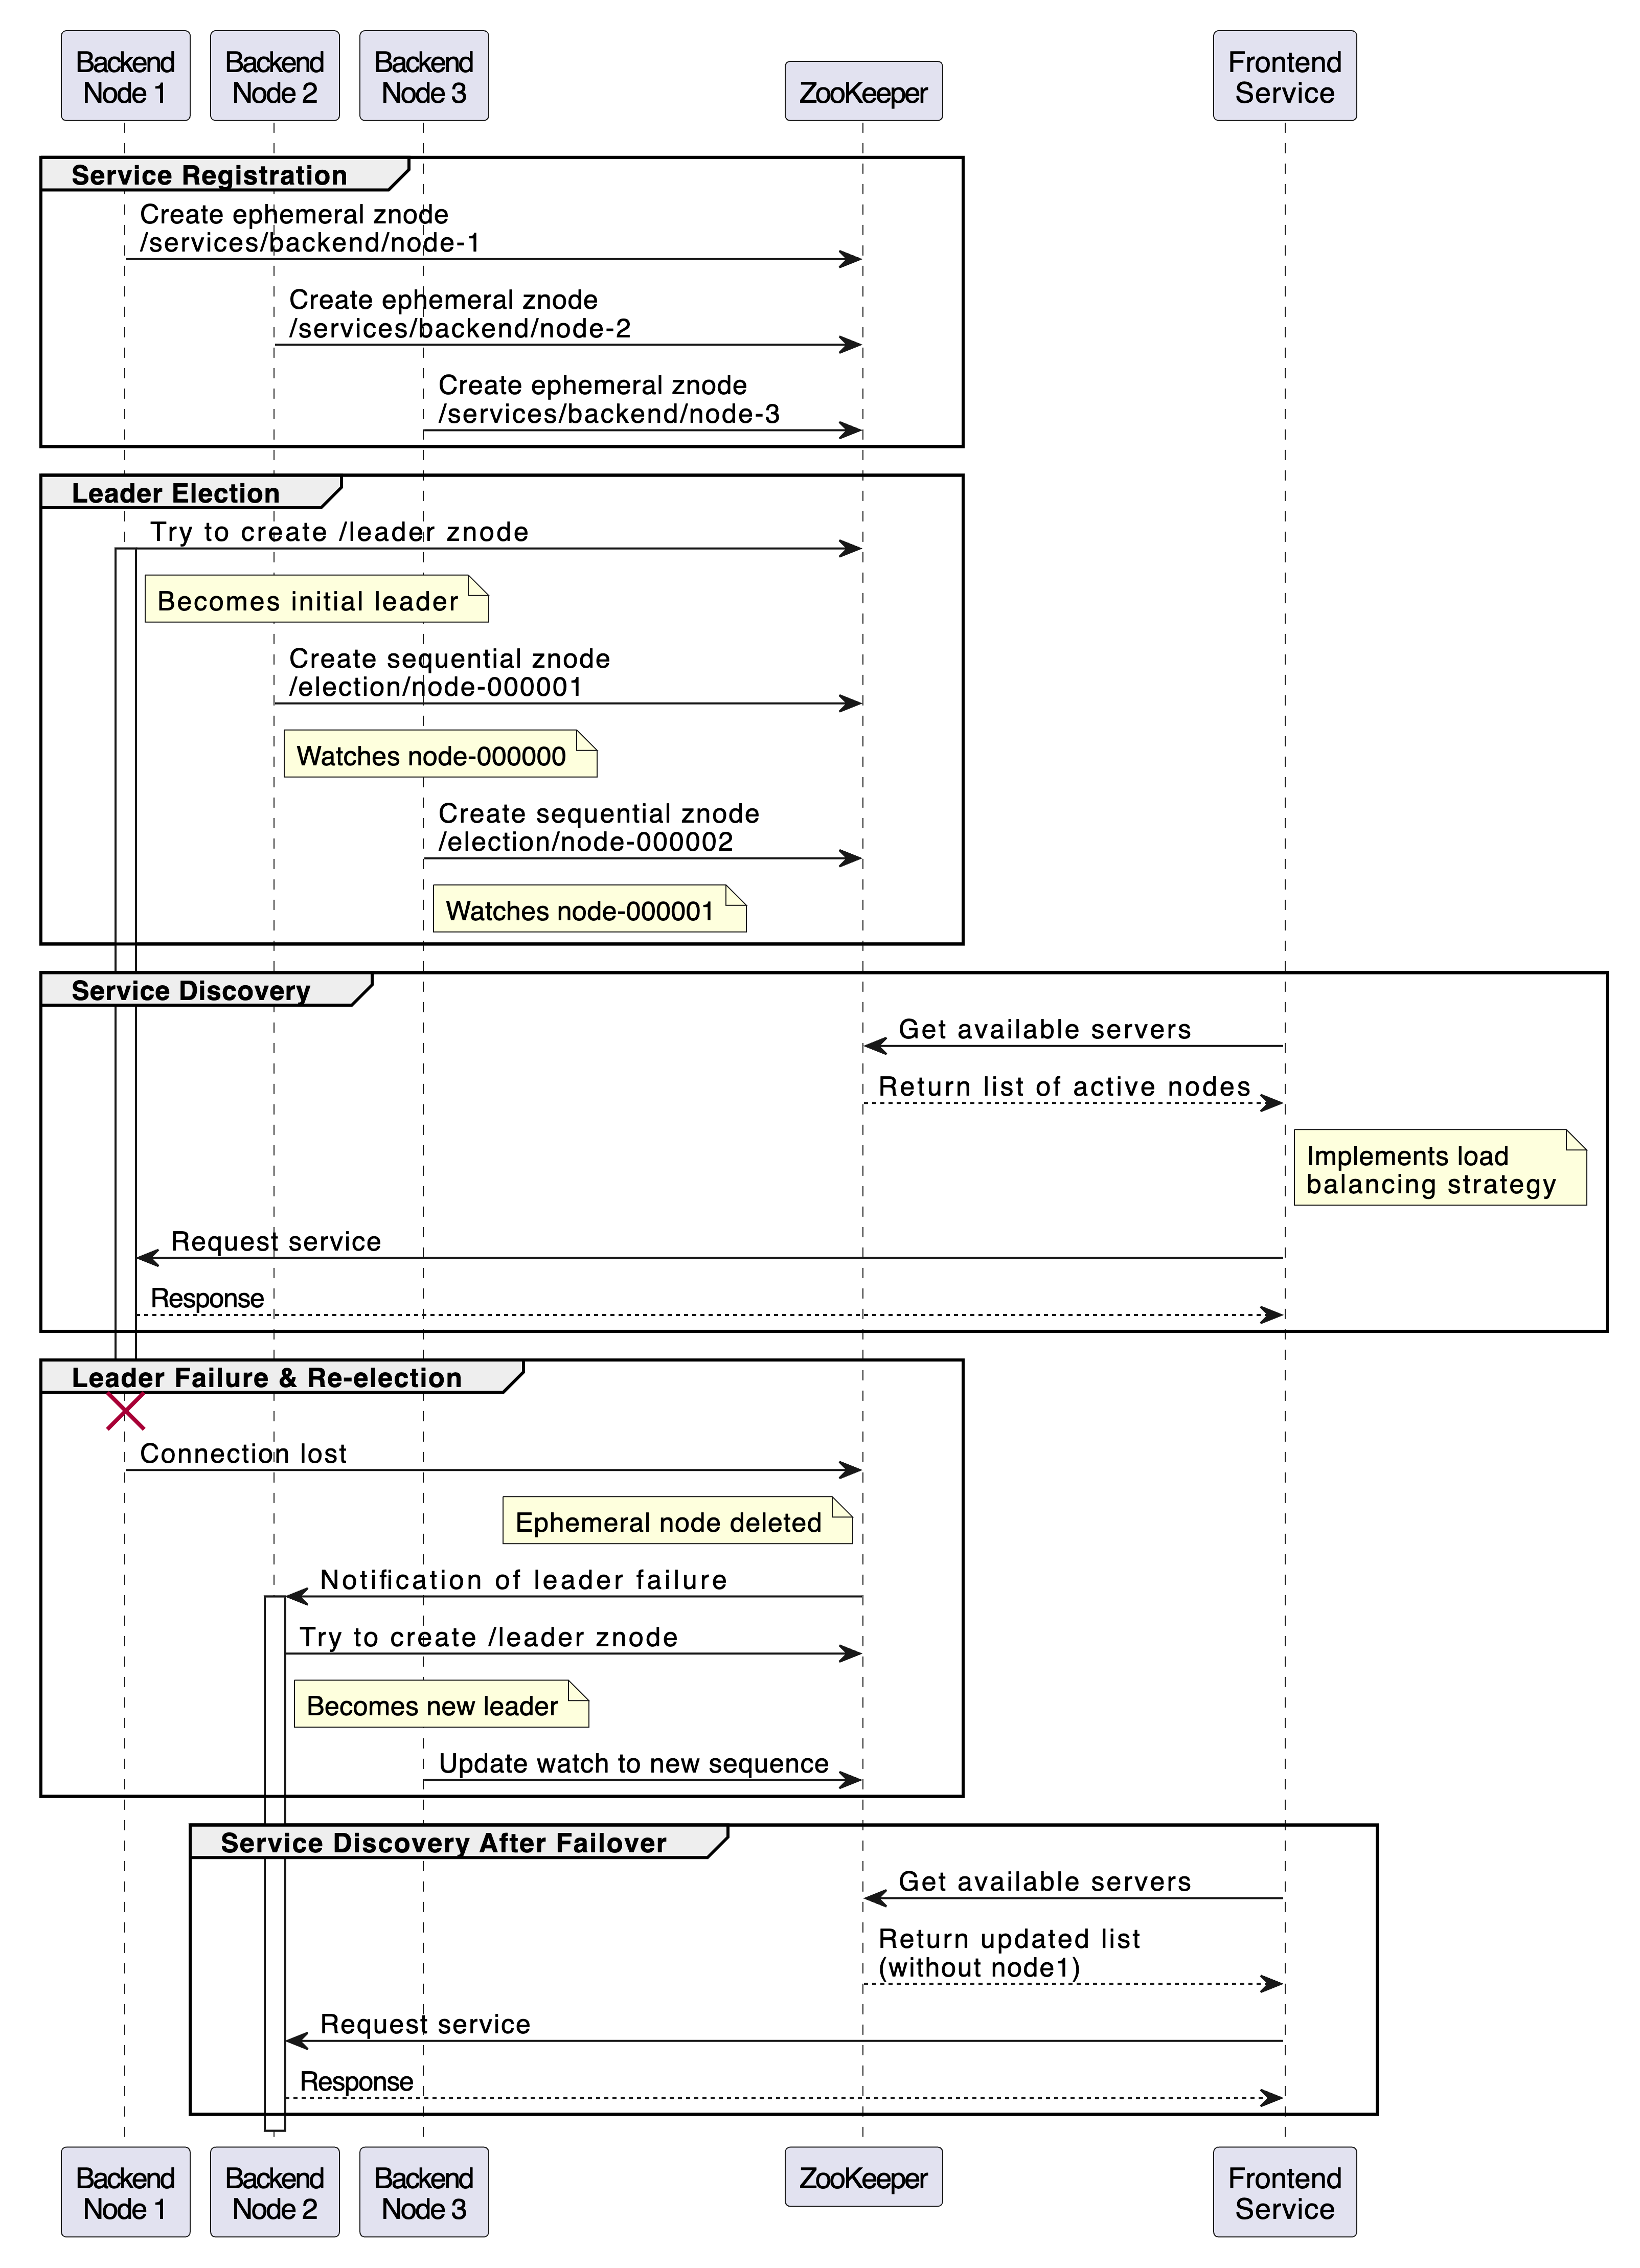 Backend
Node 1
Backend
Node 2
Backend
Node 3
ZooKeeper
Frontend
Service
Service Registration
Create ephemeral znode
/services/backend/node-1
Create ephemeral znode
/services/backend/node-2
Create ephemeral znode
/services/backend/node-3
Leader Election
Try to create /leader znode
Becomes initial leader
Create sequential znode
/election/node-000001
Watches node-000000
Create sequential znode
/election/node-000002
Watches node-000001
Service Discovery
Get available servers
Return list of active nodes
Implements load
balancing strategy
Request service
Response
Leader Failure & Re-election
Connection lost
Ephemeral node deleted
Notification of leader failure
Try to create /leader znode
Becomes new leader
Update watch to new sequence
Service Discovery After Failover
Get available servers
Return updated list
(without node1)
Request service
Response
Backend
Node 1
Backend
Node 2
Backend
Node 3
ZooKeeper
Frontend
Service